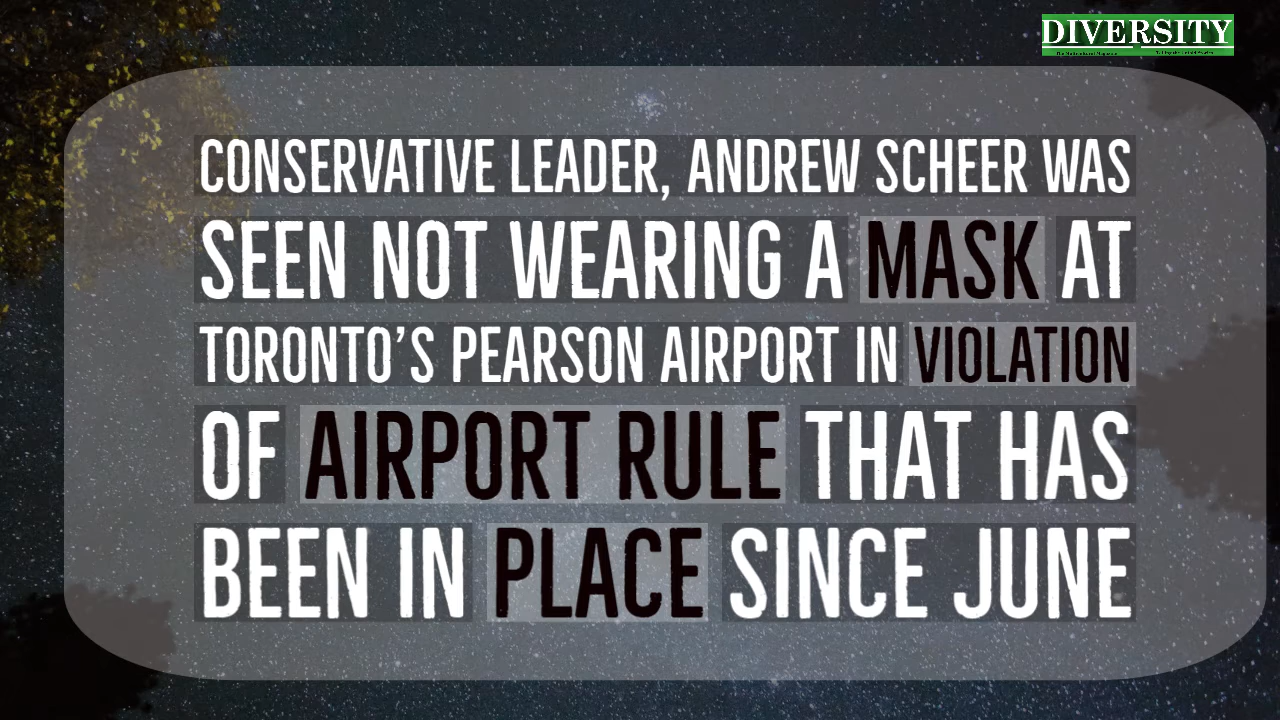 DIVERSITY
CONSERVATIVE LEADER, ANDREW SCHEER WAS
SEEN NOT WEARING A MASK AT
TORONTO’S PEARSON AIRPORT IN VIOLATION
OF AIRPORT RULE THAT HAS
BEEN IN PLACE SINCE JUNE